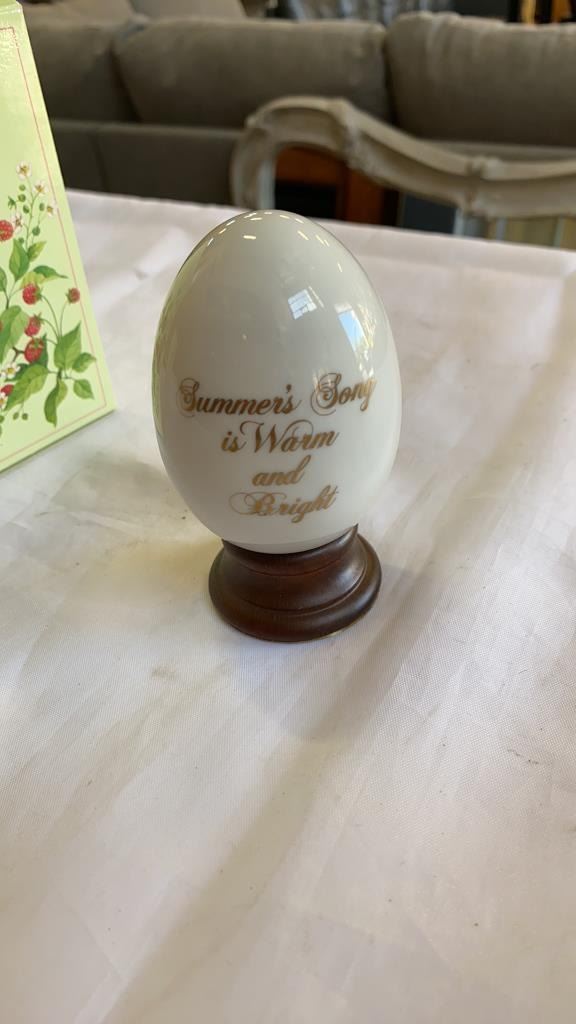 Summer's Song
is Warm
and
Bright